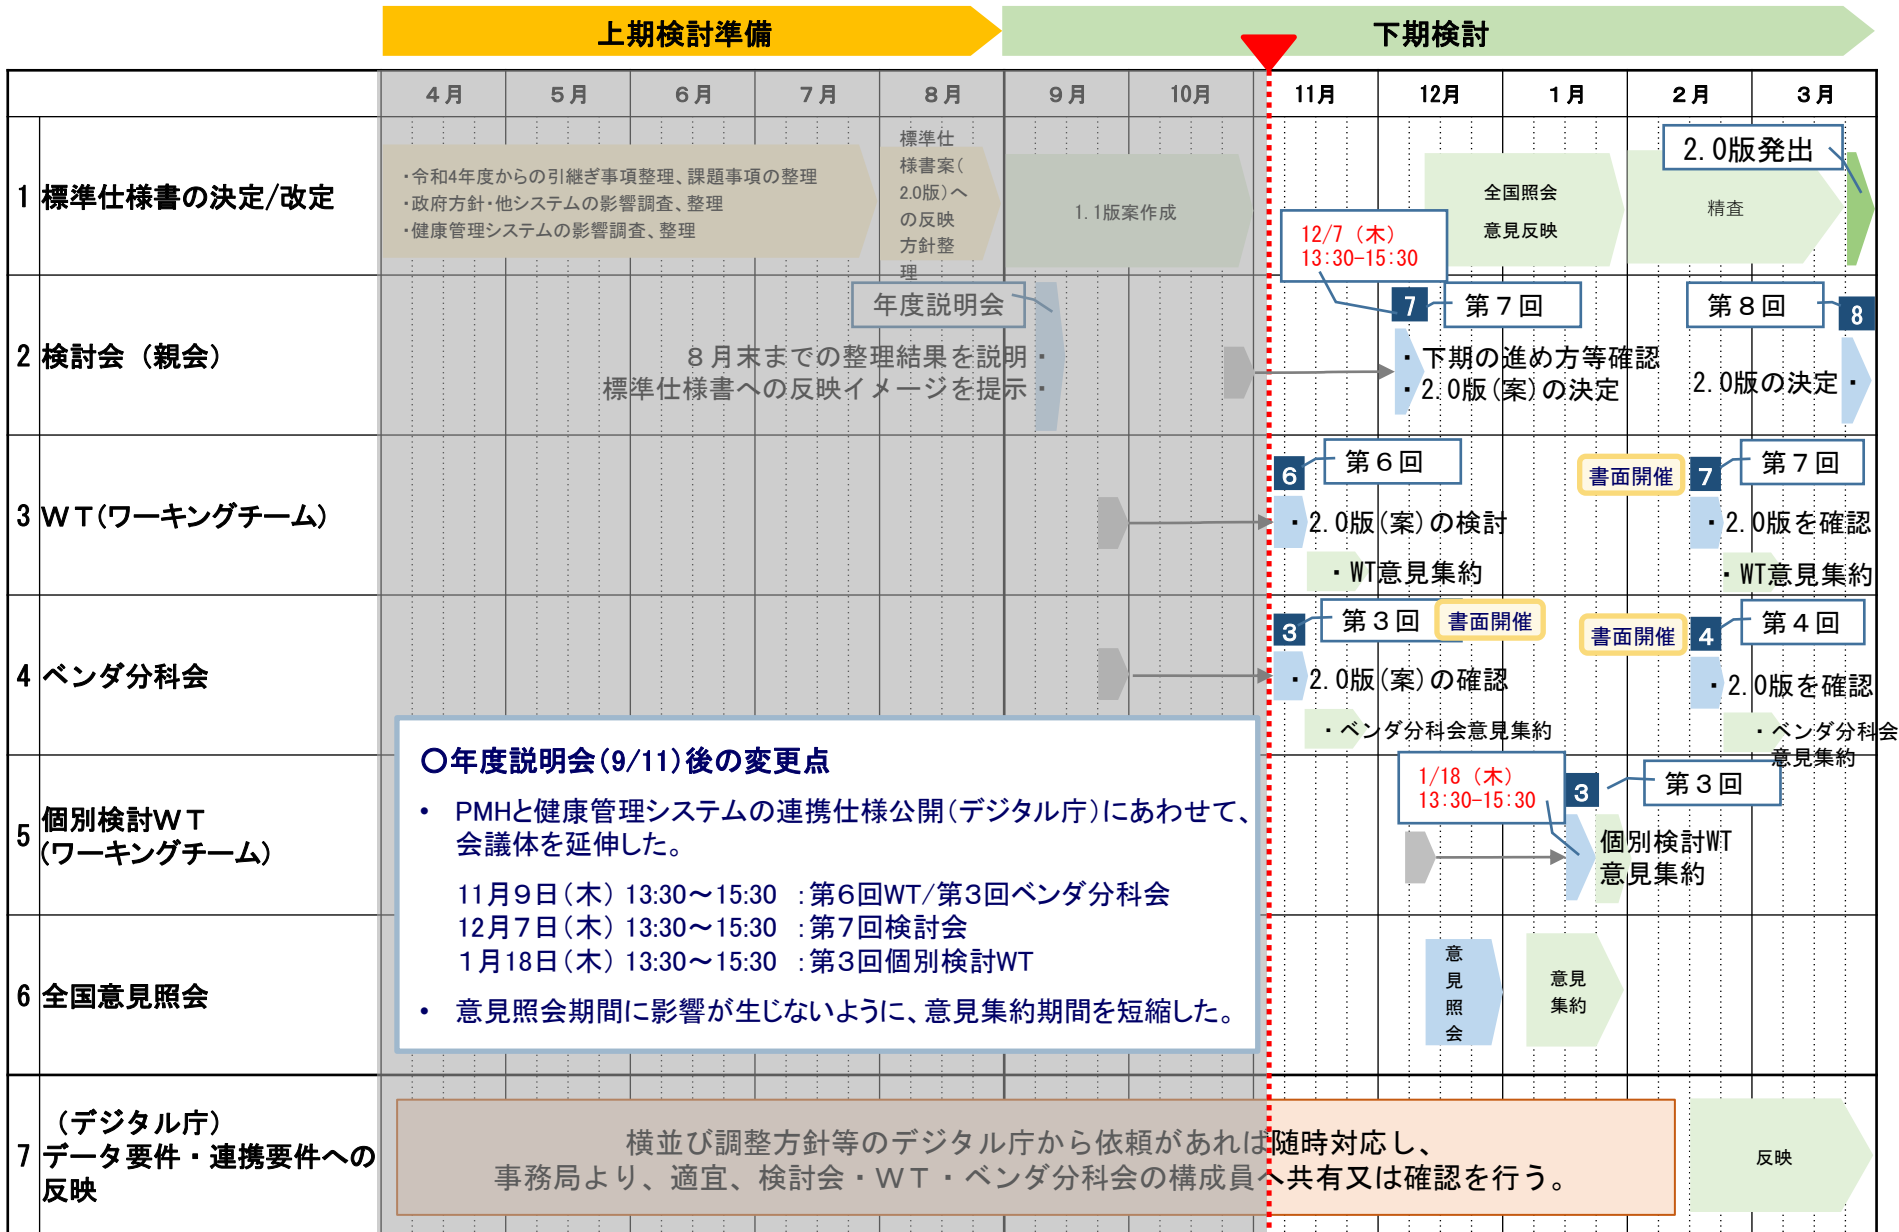 上期検討準備
下期検討
４月
５月
６月
７月
８月
９月
10月
11月
12月
１月
２月
３月
1 標準仕様書の決定/改定
・令和4年度からの引継ぎ事項整理、課題事項の整理
・政府方針・他システムの影響調査、整理
・健康管理システムの影響調査、整理
標準仕
様書案(
2.0版)へ
の反映
方針整
理
1.1版案作成
全国照会
意見反映
精査
2.0版発出
12/7（木）
13:30-15:30
2 検討会（親会）
年度説明会
８月末までの整理結果を説明・
標準仕様書への反映イメージを提示・
7
第７回
・下期の進め方等確認
・2.0版(案)の決定
第８回
8
2.0版の決定・
3 ＷＴ(ワーキングチーム)
6
第６回
・2.0版(案)の検討
・WT意見集約
書面開催
7
第７回
・2.0版を確認
・WT意見集約
4 ベンダ分科会
3
第３回
書面開催
・2.0版(案)の確認
・ベンダ分科会意見集約
書面開催
4
第４回
・2.0版を確認
・ベンダ分科会
意見集約
5 個別検討ＷＴ
(ワーキングチーム)
1/18（木）
13:30-15:30
3
第３回
個別検討WT
意見集約
〇年度説明会(9/11)後の変更点
• PMHと健康管理システムの連携仕様公開(デジタル庁)にあわせて、
会議体を延伸した。
11月９日(木) 13:30～15:30 ：第６回WT/第３回ベンダ分科会
12月７日(木) 13:30～15:30 ：第７回検討会
１月18日(木) 13:30～15:30 ：第３回個別検討WT
• 意見照会期間に影響が生じないように、意見集約期間を短縮した。
6 全国意見照会
意
見
照
会
意見
集約
7 （デジタル庁）
データ要件・連携要件への
反映
横並び調整方針等のデジタル庁から依頼があれば随時対応し、
事務局より、適宜、検討会・ＷＴ・ベンダ分科会の構成員へ共有又は確認を行う。
反映